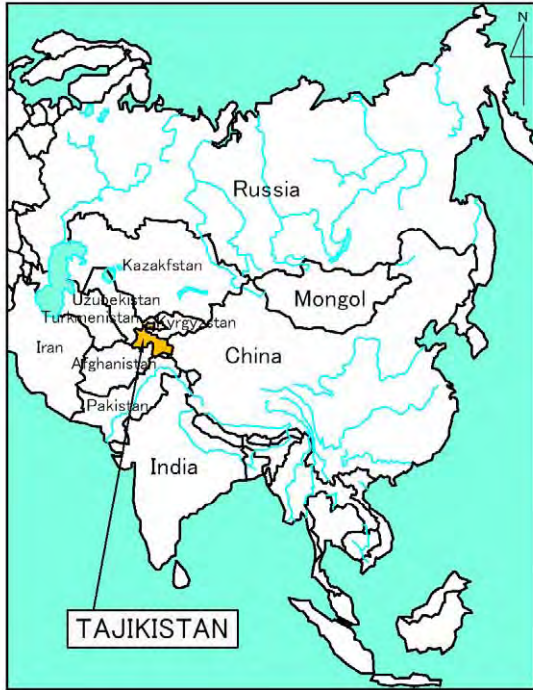 N
Russia
Kazakfstan
Mongol
Uzubekistan
Turkmenistan
Kyrgyzstan
Iran
China
Afghanistan
Pakistan
India
TAJIKISTAN